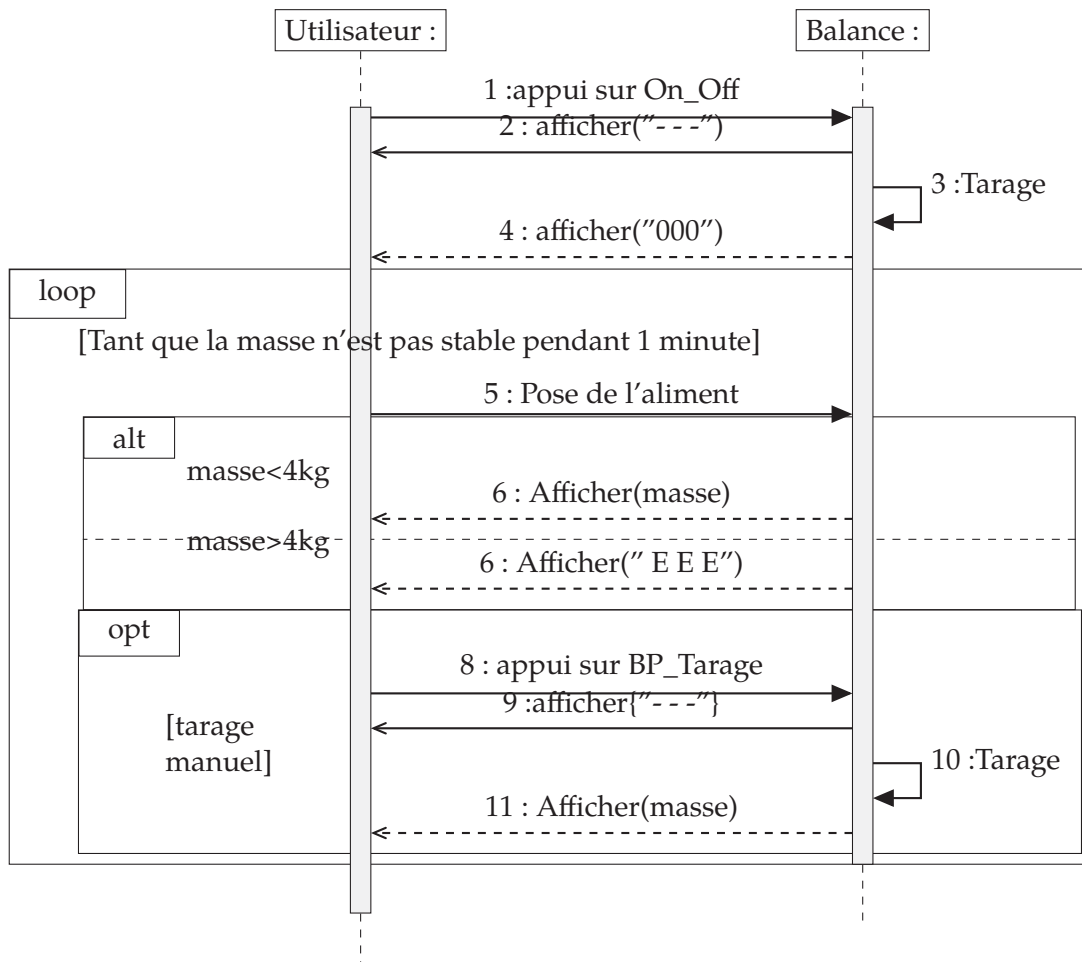 Utilisateur :
Balance :
1 :appui sur On_Off
2 : afficher("- - -")
3 :Tarage
4 : afficher("000")
loop
[Tant que la masse n'est pas stable pendant 1 minute]
5 : Pose de l'aliment
alt
masse<4kg
6 : Afficher(masse)
masse>4kg
6 : Afficher(" E E E")
opt
8 : appui sur BP_Tarage
9 :afficher{"- - -"}
[tarage
manuel]
10 :Tarage
11 : Afficher(masse)